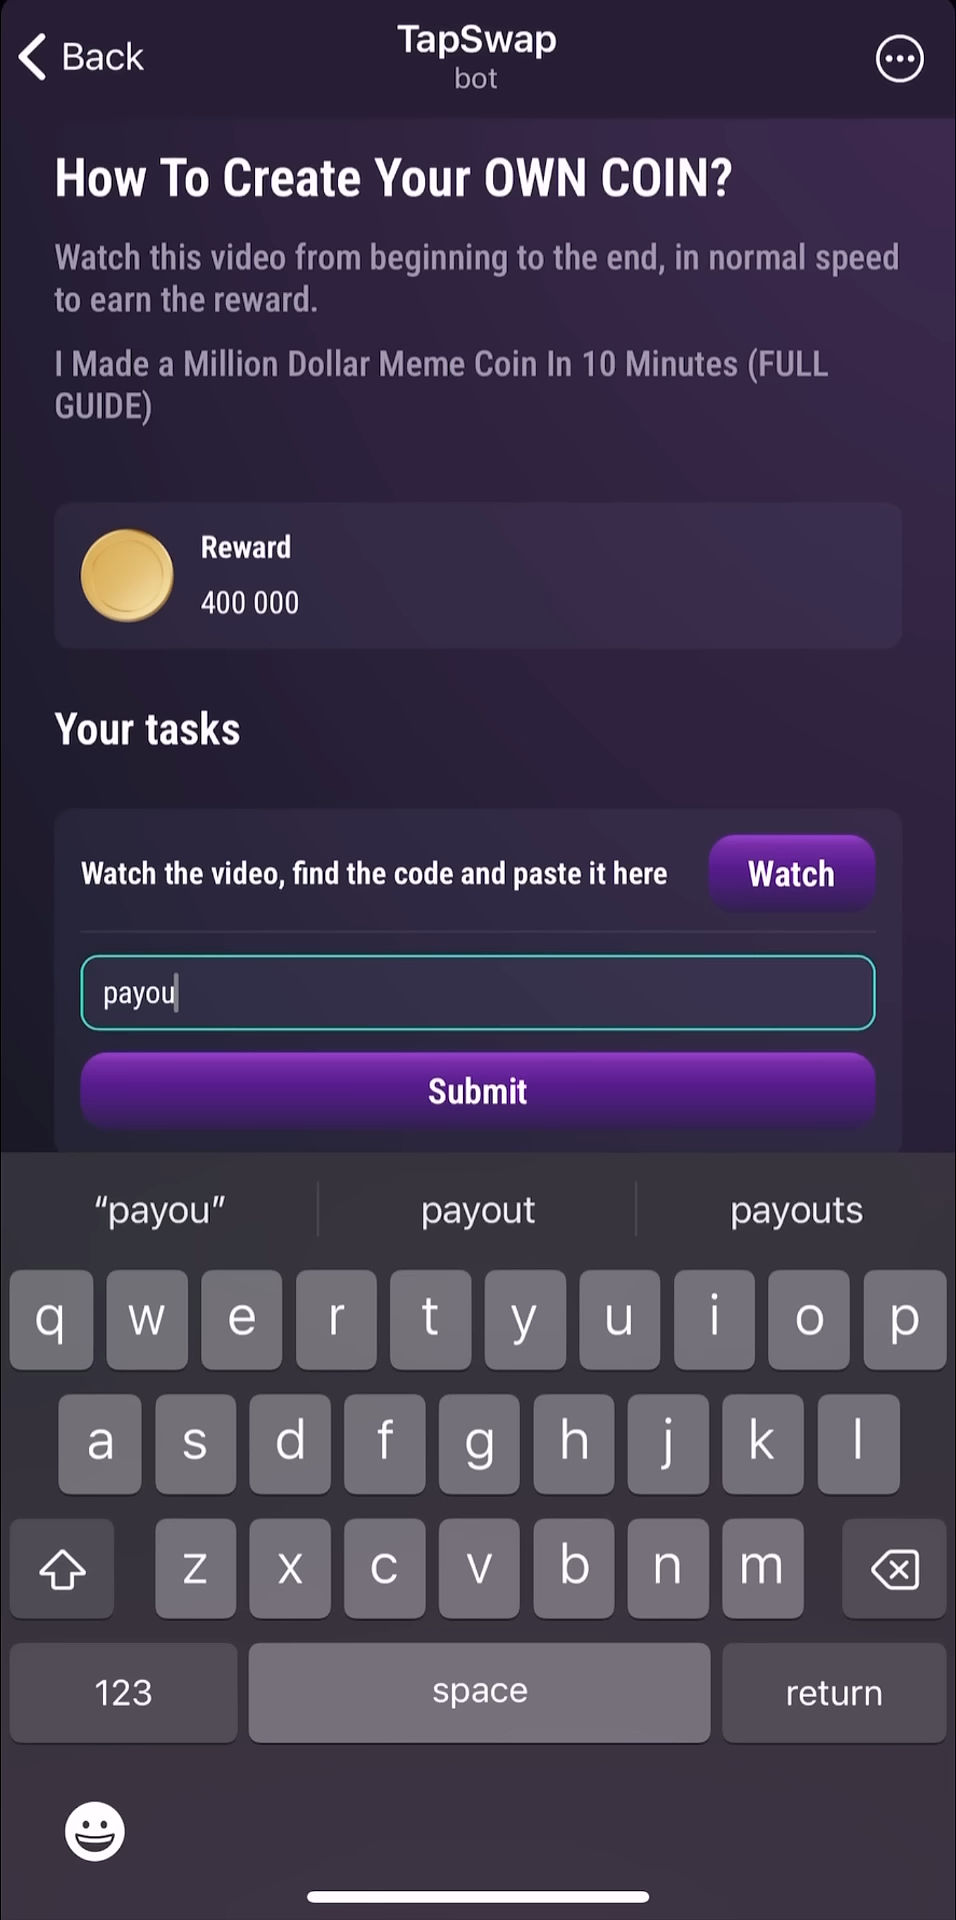 Back
TapSwap
bot
How To Create Your OWN COIN?
Watch this video from beginning to the end, in normal speed
to earn the reward.
I Made a Million Dollar Meme Coin In 10 Minutes (FULL
GUIDE)
Reward
400 000
Your tasks
Watch the video, find the code and paste it here
Watch
payou
Submit
“payou”
payout
payouts
q w e r t y u i o p
a s d f g h j k l
z x c v b n m
123
space
return